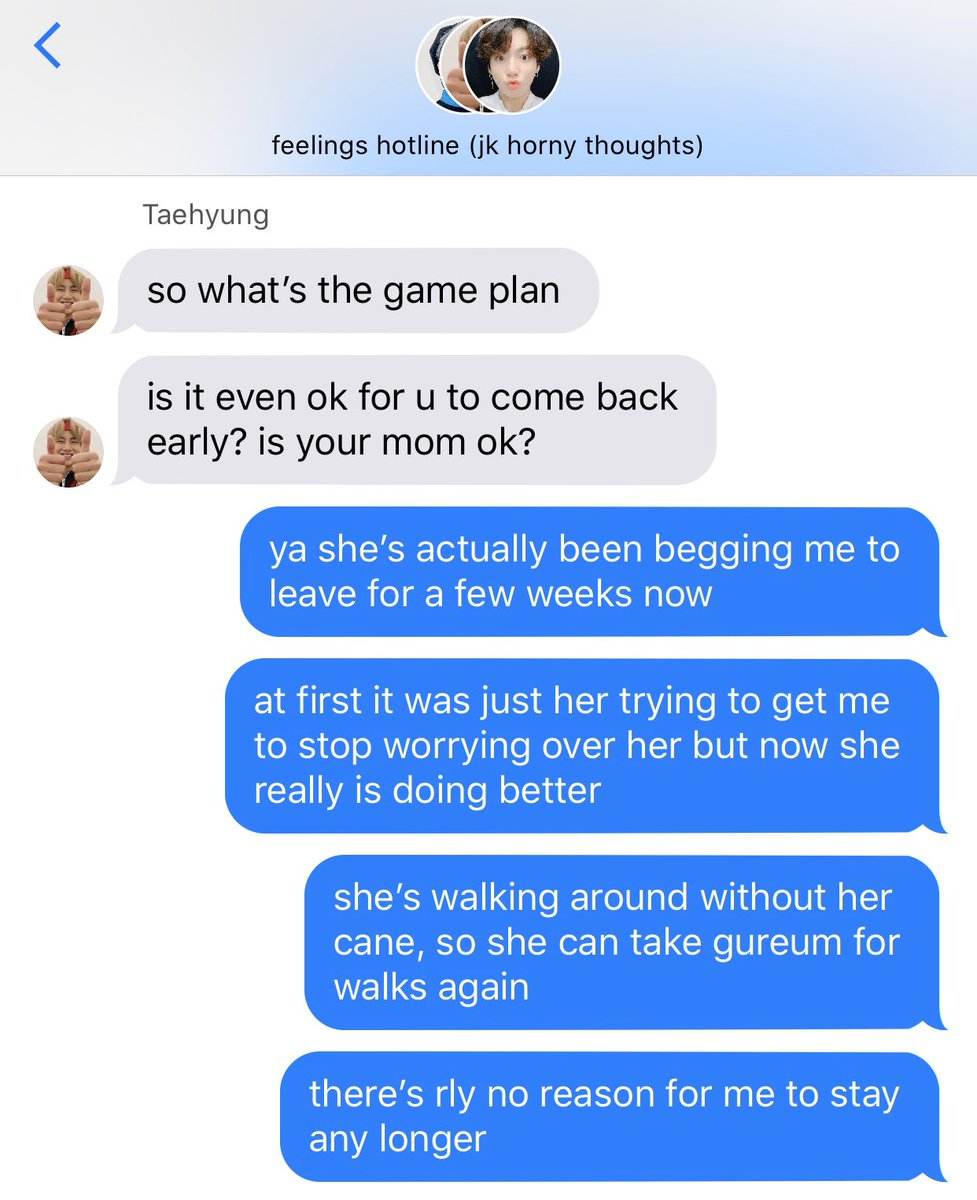 feelings hotline (jk horny thoughts)
Taehyung
so what’s the game plan
is it even ok for u to come back
early? is your mom ok?
ya she’s actually been begging me to
leave for a few weeks now
at first it was just her trying to get me
to stop worrying over her but now she
really is doing better
she’s walking around without her
cane, so she can take gureum for
walks again
there’s rly no reason for me to stay
any longer